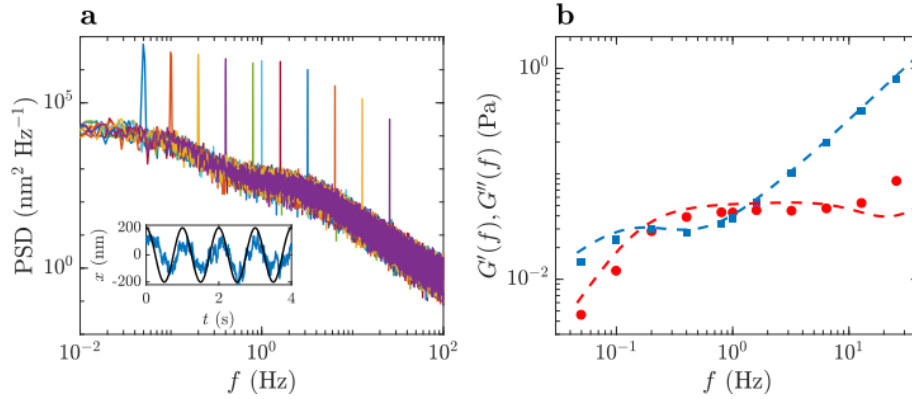 a
PSD (nm² Hz⁻¹)
10⁵
10⁰
x (nm)
200
0
-200
0
2
4
t (s)
10⁻²
10⁰
10²
f (Hz)
b
G′(f), G″(f) (Pa)
10⁰
10⁻²
10⁻¹
10⁰
10¹
f (Hz)